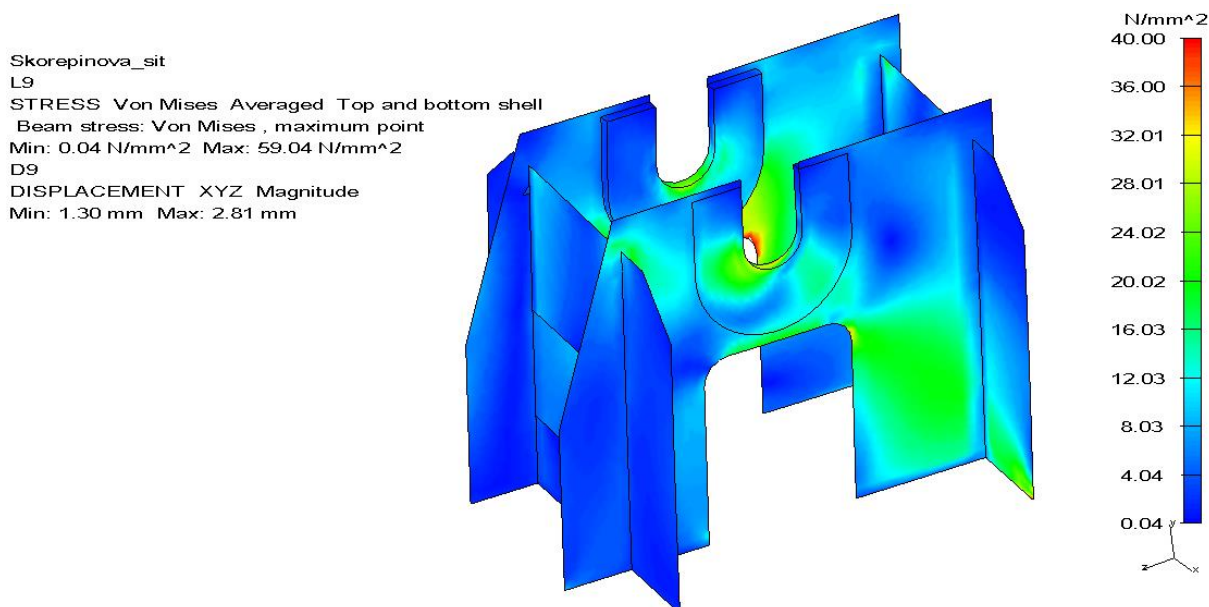 Skorepinova_sit
L9
STRESS Von Mises Averaged Top and bottom shell
Beam stress: Von Mises , maximum point
Min: 0.04 N/mm^2 Max: 59.04 N/mm^2
D9
DISPLACEMENT XYZ Magnitude
Min: 1.30 mm Max: 2.81 mm
N/mm^2
40.00
36.00
32.01
28.01
24.02
20.02
16.03
12.03
8.03
4.04
0.04
y
z
x